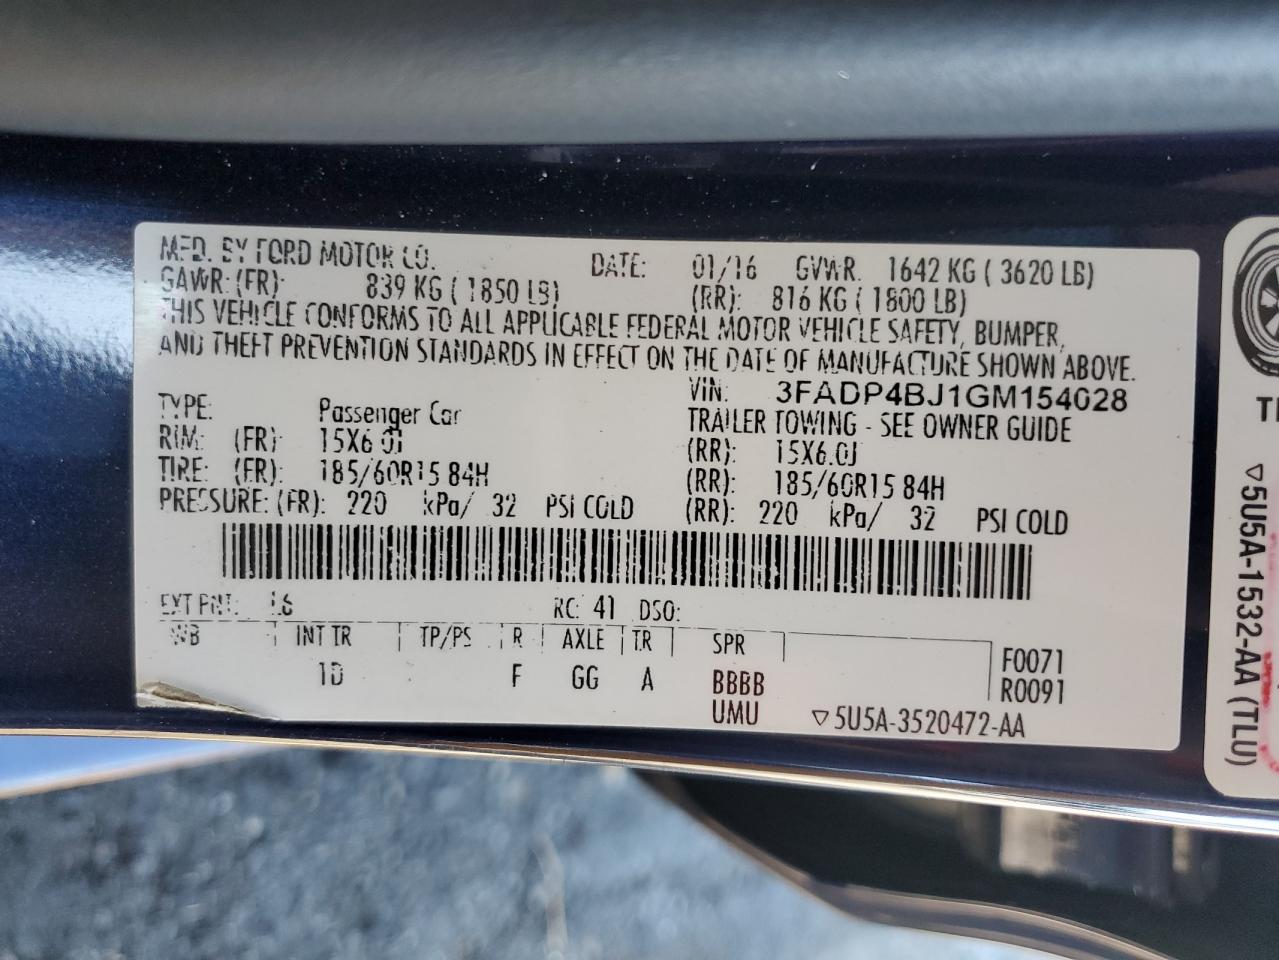 MFD. BY FORD MOTOR CO. DATE: 01/16 GVWR: 1642 KG ( 3620 LB)
GAWR: (FR): 839 KG ( 1850 LB) (RR): 816 KG ( 1800 LB)
THIS VEHICLE CONFORMS TO ALL APPLICABLE FEDERAL MOTOR VEHICLE SAFETY, BUMPER,
AND THEFT PREVENTION STANDARDS IN EFFECT ON THE DATE OF MANUFACTURE SHOWN ABOVE.
VIN: 3FADP4BJ1GM154028
TYPE: Passenger Car TRAILER TOWING - SEE OWNER GUIDE
RIM: (FR): 15X6.0J (RR): 15X6.0J
TIRE: (FR): 185/60R15 84H (RR): 185/60R15 84H
PRESSURE: (FR): 220 kPa/ 32 PSI COLD (RR): 220 kPa/ 32 PSI COLD
EXT PNT: RC: 41 DSO:
WB INT TR TP/PS R AXLE TR SPR F0071
1D F GG A BBBB R0091
UMU ▽5U5A-3520472-AA
▽5U5A-1532-AA (TLU)